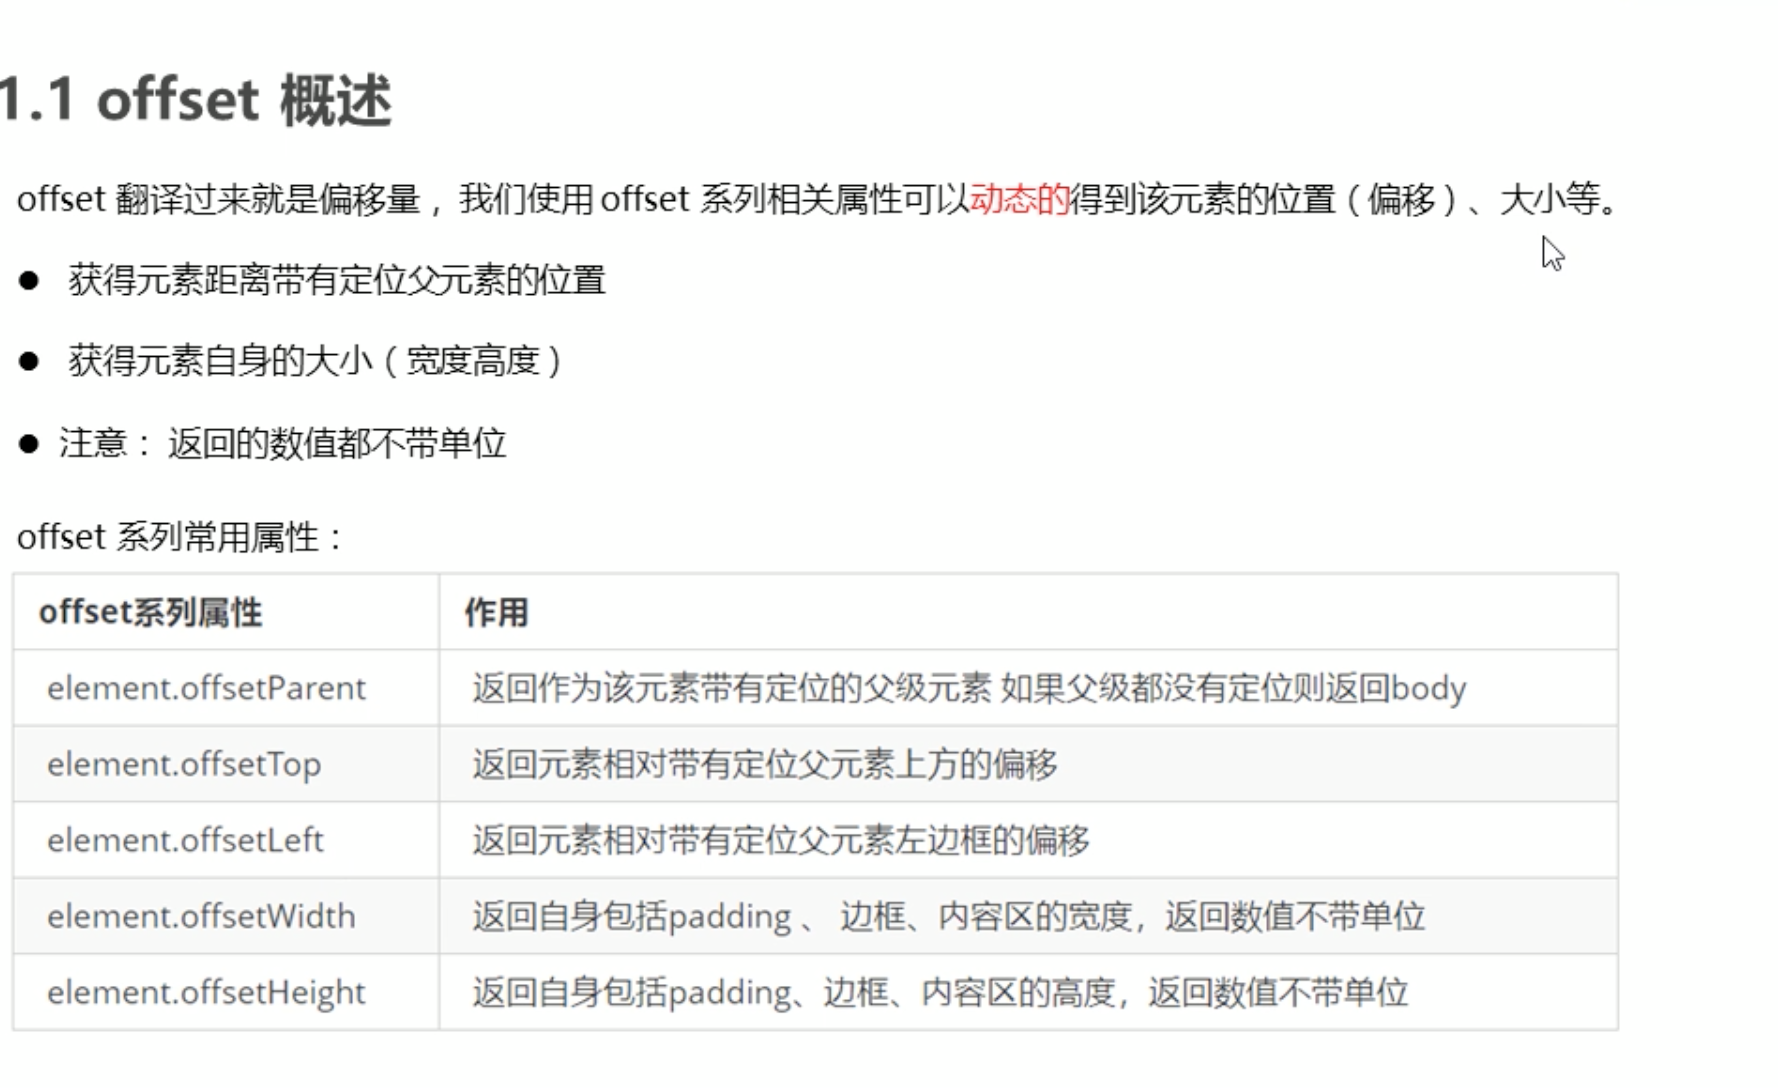 1.1 offset 概述
offset 翻译过来就是偏移量，我们使用 offset 系列相关属性可以动态的得到该元素的位置（偏移）、大小等。
● 获得元素距离带有定位父元素的位置
● 获得元素自身的大小（宽度高度）
● 注意：返回的数值都不带单位
offset 系列常用属性：
offset系列属性 作用
element.offsetParent 返回作为该元素带有定位的父级元素 如果父级都没有定位则返回body
element.offsetTop 返回元素相对带有定位父元素上方的偏移
element.offsetLeft 返回元素相对带有定位父元素左边框的偏移
element.offsetWidth 返回自身包括padding 、 边框、内容区的宽度，返回数值不带单位
element.offsetHeight 返回自身包括padding、边框、内容区的高度，返回数值不带单位